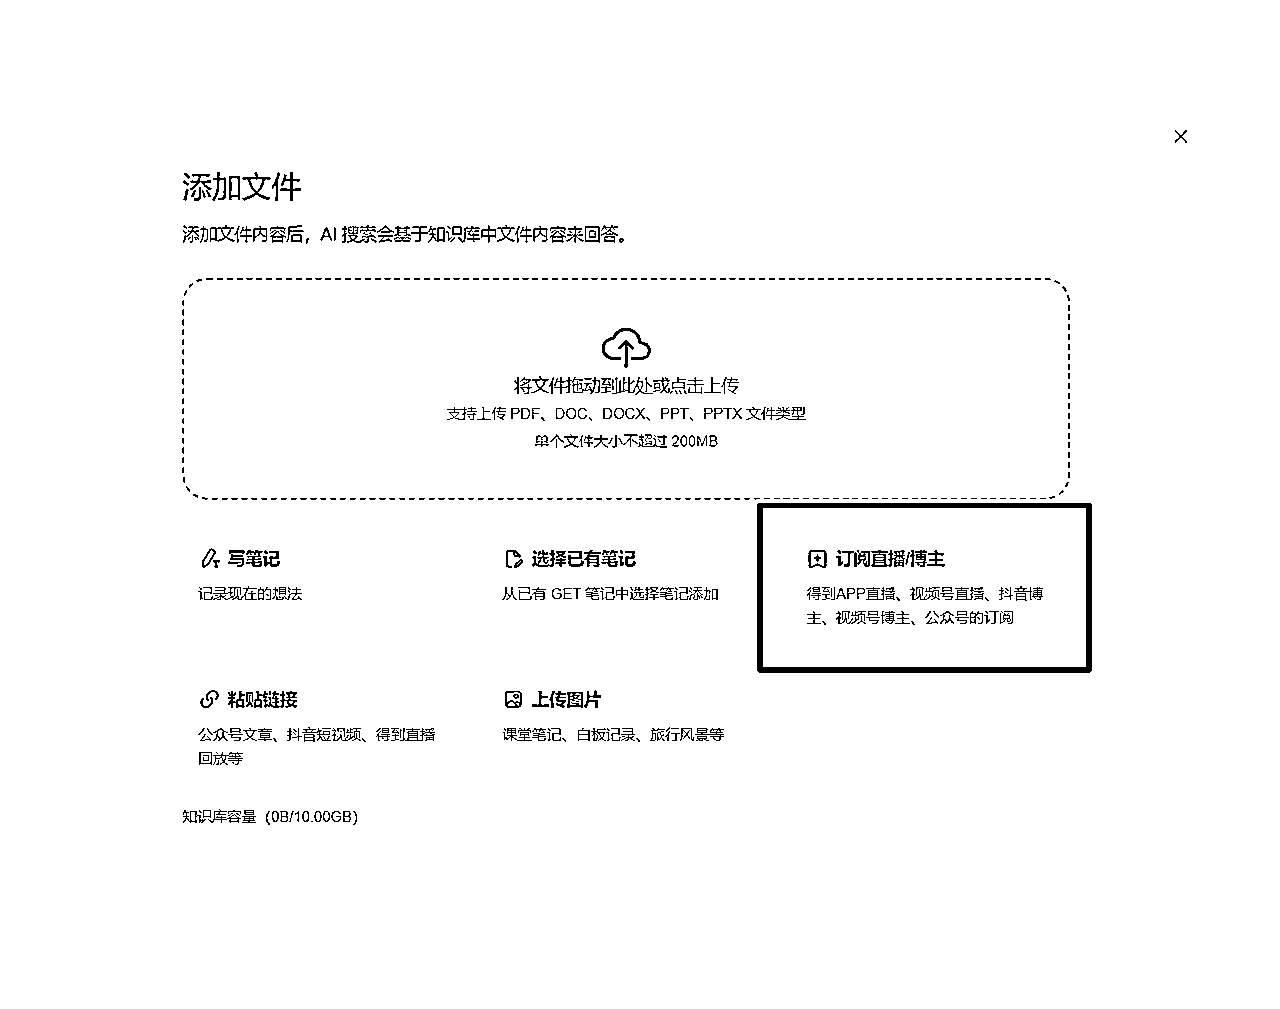 添加文件
添加文件内容后，AI 搜索会基于知识库中文件内容来回答。
将文件拖动到此处或点击上传
支持上传 PDF、DOC、DOCX、PPT、PPTX 文件类型
单个文件大小不超过 200MB
写笔记
记录现在的想法
选择已有笔记
从已有 GET 笔记中选择笔记添加
订阅直播/博主
得到APP直播、视频号直播、抖音博
主、视频号博主、公众号的订阅
粘贴链接
公众号文章、抖音短视频、得到直播
回放等
上传图片
课堂笔记、白板记录、旅行风景等
知识库容量（0B/10.00GB）